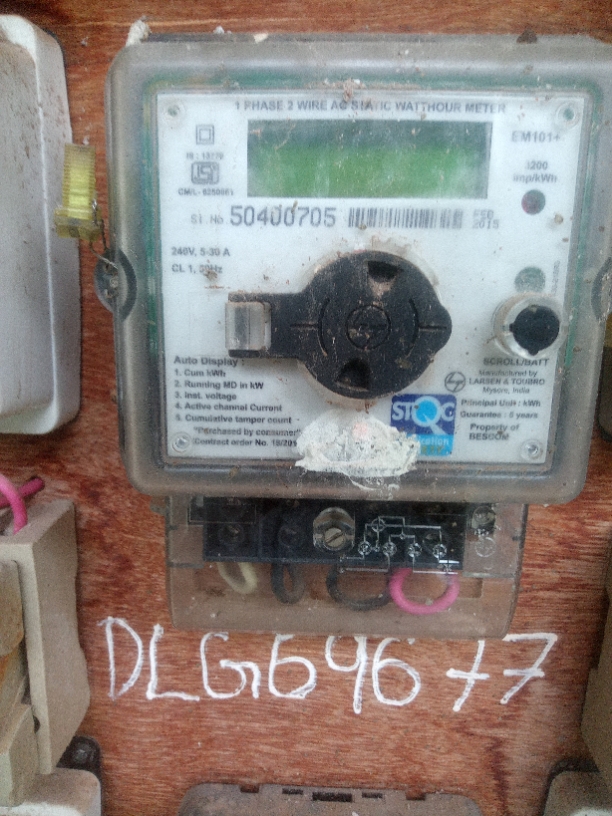 1 PHASE 2 WIRE AC STATIC WATTHOUR METER
EM101+
IS : 13779
3200
imp/kWh
CM/L-
Sl. No 50400705
2015
240V, 5-30 A
CL 1,
SCROLL/BATT
Auto Display :
1. Cum kWh
2. Running MD in kW
3. Inst. voltage
4. Active channel Current
5. Cumulative tamper count
"Purchased by consumer"
Contract order No.
Manufactured by
LARSEN & TOUBRO
Mysore, India
Principal Unit : kWh
Guarantee : 5 years
Property of
BESCOM
STQC
DLG64677